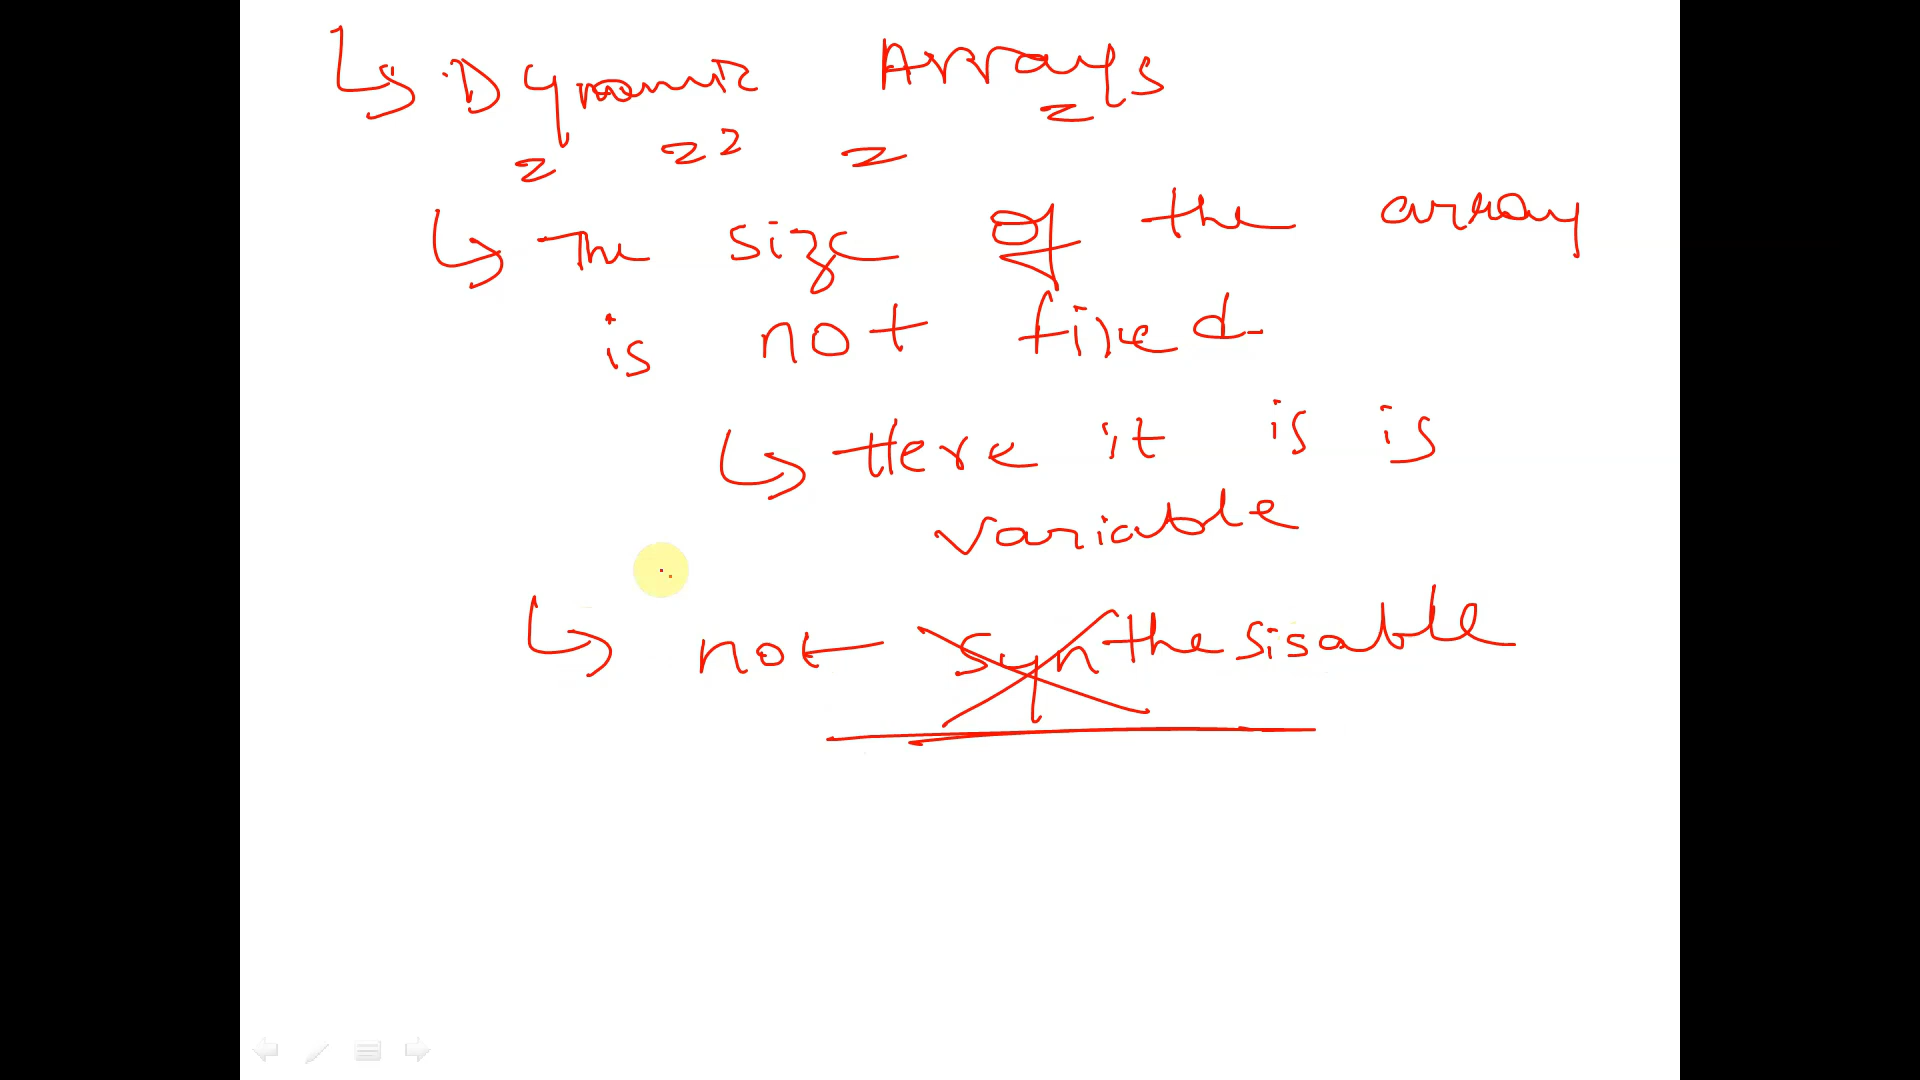 ↳ Dynamic Arrays
↳ The size of the array
is not fixed
↳ Here it is is
variable
↳ not synthesisable